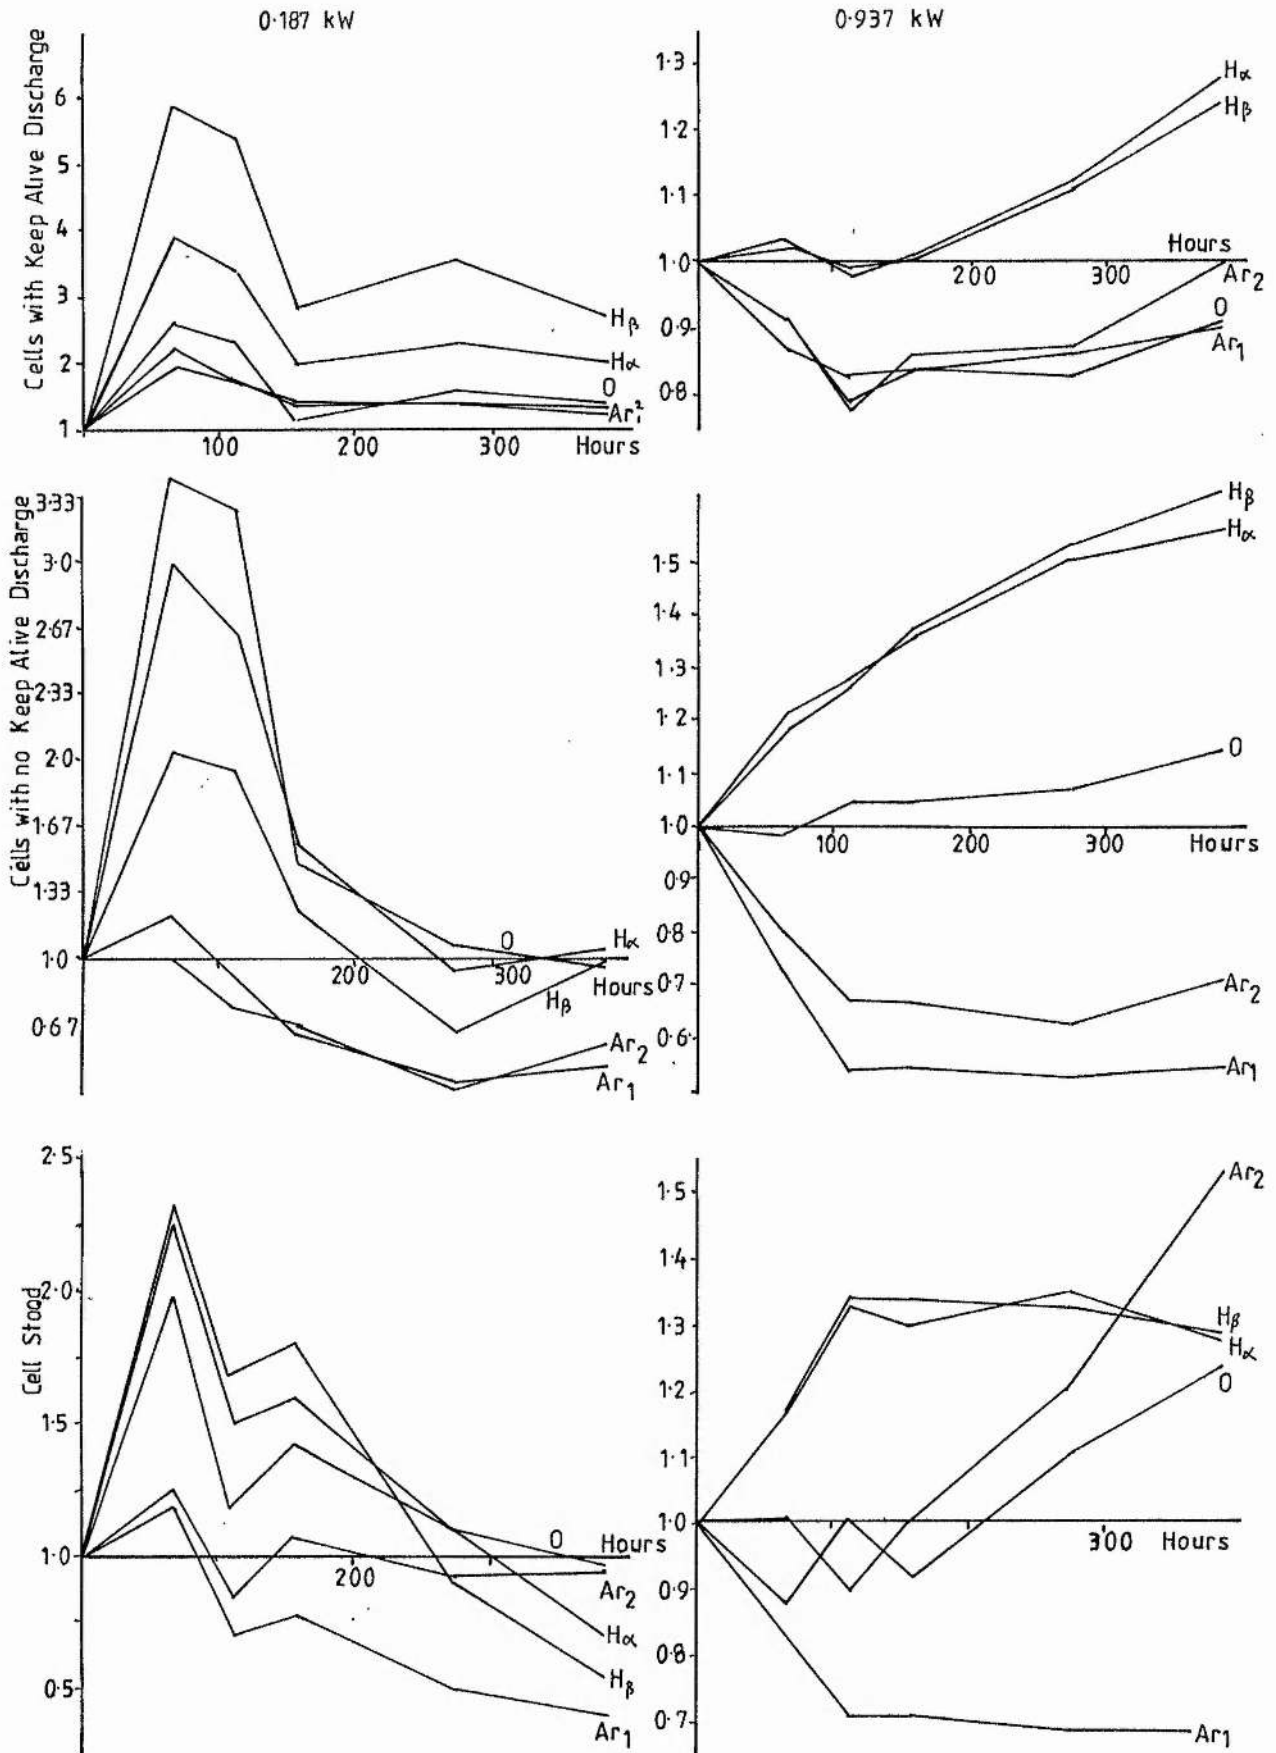 0·187 kW
0·937 kW
Cells with Keep Alive Discharge
6
5
4
3
2
1
100
200
300
Hours
Hβ
Hα
O
Ar₁²
1·3
1·2
1·1
1·0
0·9
0·8
200
300
Hours
Hα
Hβ
Ar₂
O
Ar₁
Cells with no Keep Alive Discharge
3·33
3·0
2·67
2·33
2·0
1·67
1·33
1·0
0·67
200
300
Hours
O
Hα
Hβ
Ar₂
Ar₁
1·5
1·4
1·3
1·2
1·1
1·0
0·9
0·8
0·7
0·6
100
200
300
Hours
Hβ
Hα
O
Ar₂
Ar₁
Cell Stood
2·5
2·0
1·5
1·0
0·5
200
O
Hours
Ar₂
Hα
Hβ
Ar₁
1·5
1·4
1·3
1·2
1·1
1·0
0·9
0·8
0·7
300
Hours
Ar₂
Hβ
Hα
O
Ar₁